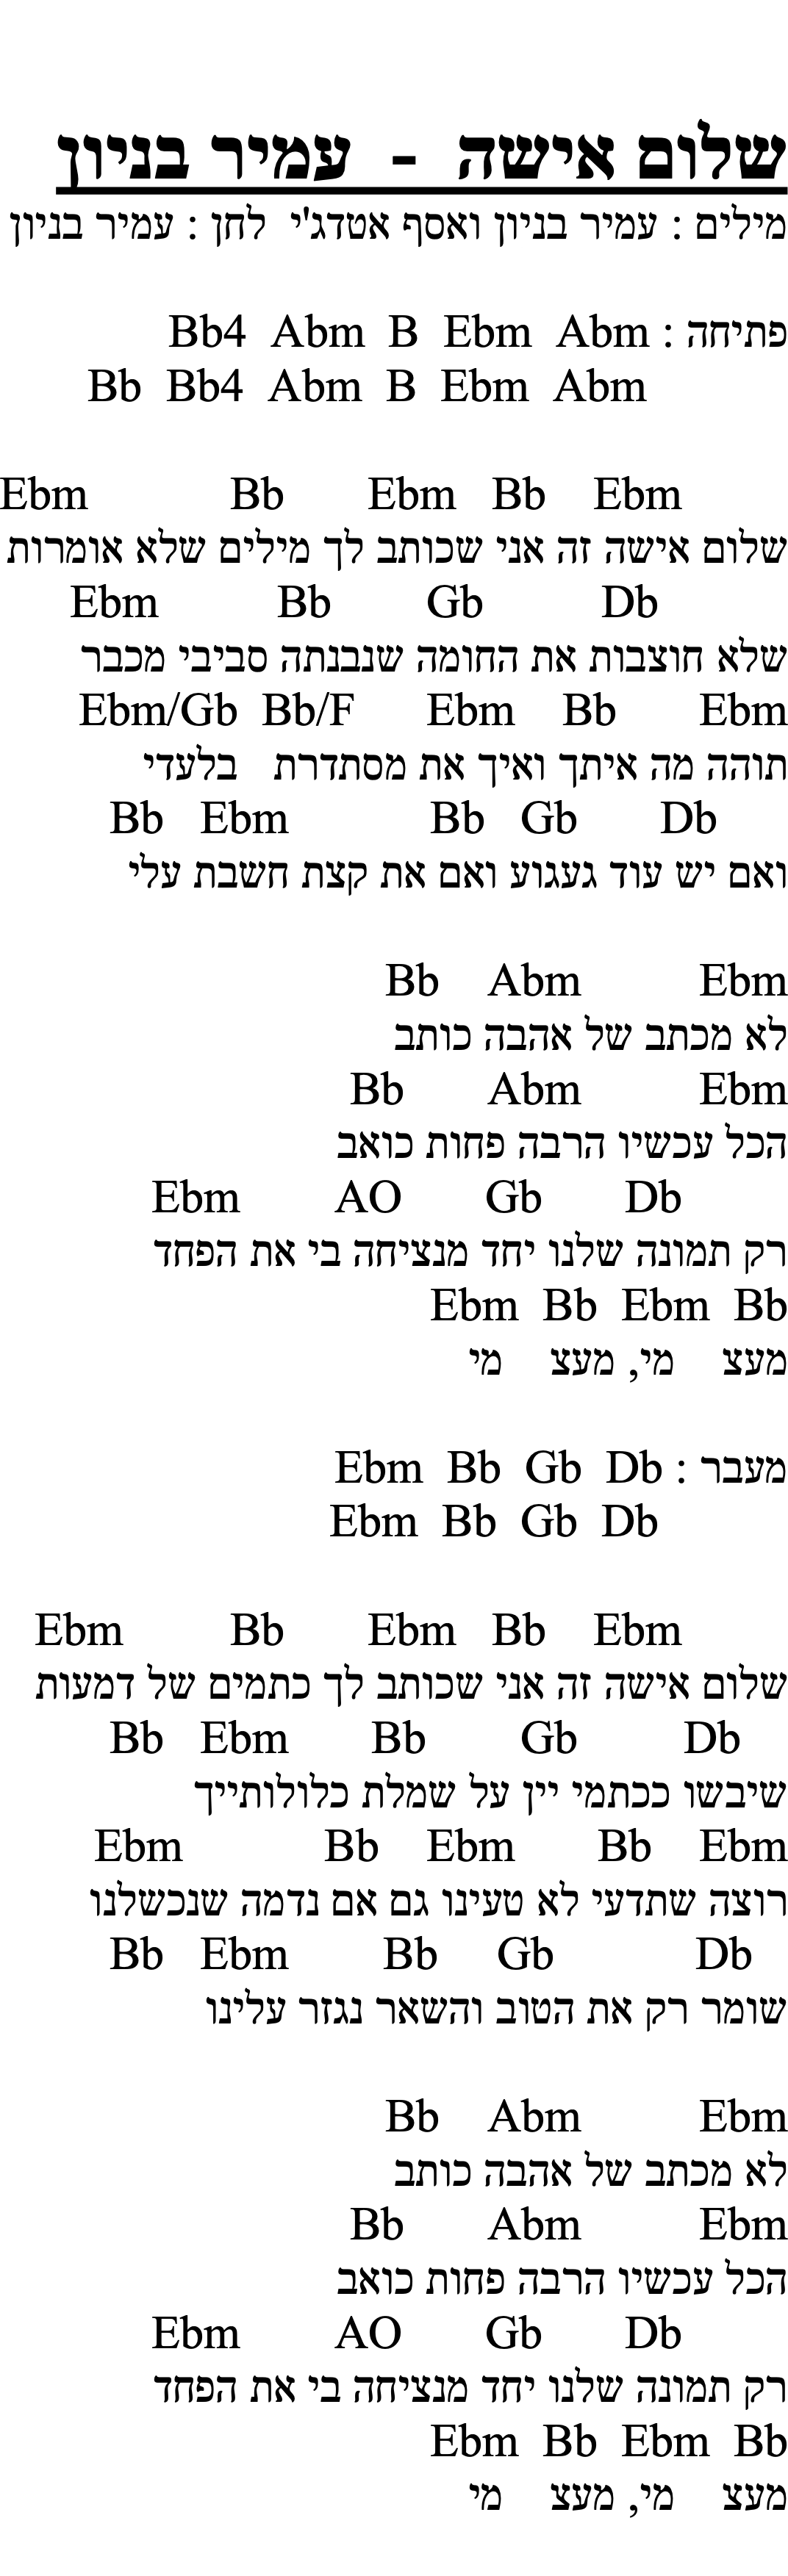 שלום אישה - עמיר בניון
מילים : עמיר בניון ואסף אטדג'י לחן : עמיר בניון
פתיחה : Bb4 Abm B Ebm Abm
Bb Bb4 Abm B Ebm Abm
Ebm Bb Ebm Bb Ebm
שלום אישה זה אני שכותב לך מילים שלא אומרות
Ebm Bb Gb Db
שלא חוצבות את החומה שנבנתה סביבי מכבר
Ebm/Gb Bb/F Ebm Bb Ebm
תוהה מה איתך ואיך את מסתדרת בלעדי
Bb Ebm Bb Gb Db
ואם יש עוד געגוע ואם את קצת חשבת עלי
Bb Abm Ebm
לא מכתב של אהבה כותב
Bb Abm Ebm
הכל עכשיו הרבה פחות כואב
Ebm AO Gb Db
רק תמונה שלנו יחד מנציחה בי את הפחד
Ebm Bb Ebm Bb
מעצ מי, מעצ מי
מעבר : Ebm Bb Gb Db
Ebm Bb Gb Db
Ebm Bb Ebm Bb Ebm
שלום אישה זה אני שכותב לך כתמים של דמעות
Bb Ebm Bb Gb Db
שיבשו ככתמי יין על שמלת כלולותייך
Ebm Bb Ebm Bb Ebm
רוצה שתדעי לא טעינו גם אם נדמה שנכשלנו
Bb Ebm Bb Gb Db
שומר רק את הטוב והשאר נגזר עלינו
Bb Abm Ebm
לא מכתב של אהבה כותב
Bb Abm Ebm
הכל עכשיו הרבה פחות כואב
Ebm AO Gb Db
רק תמונה שלנו יחד מנציחה בי את הפחד
Ebm Bb Ebm Bb
מעצ מי, מעצ מי